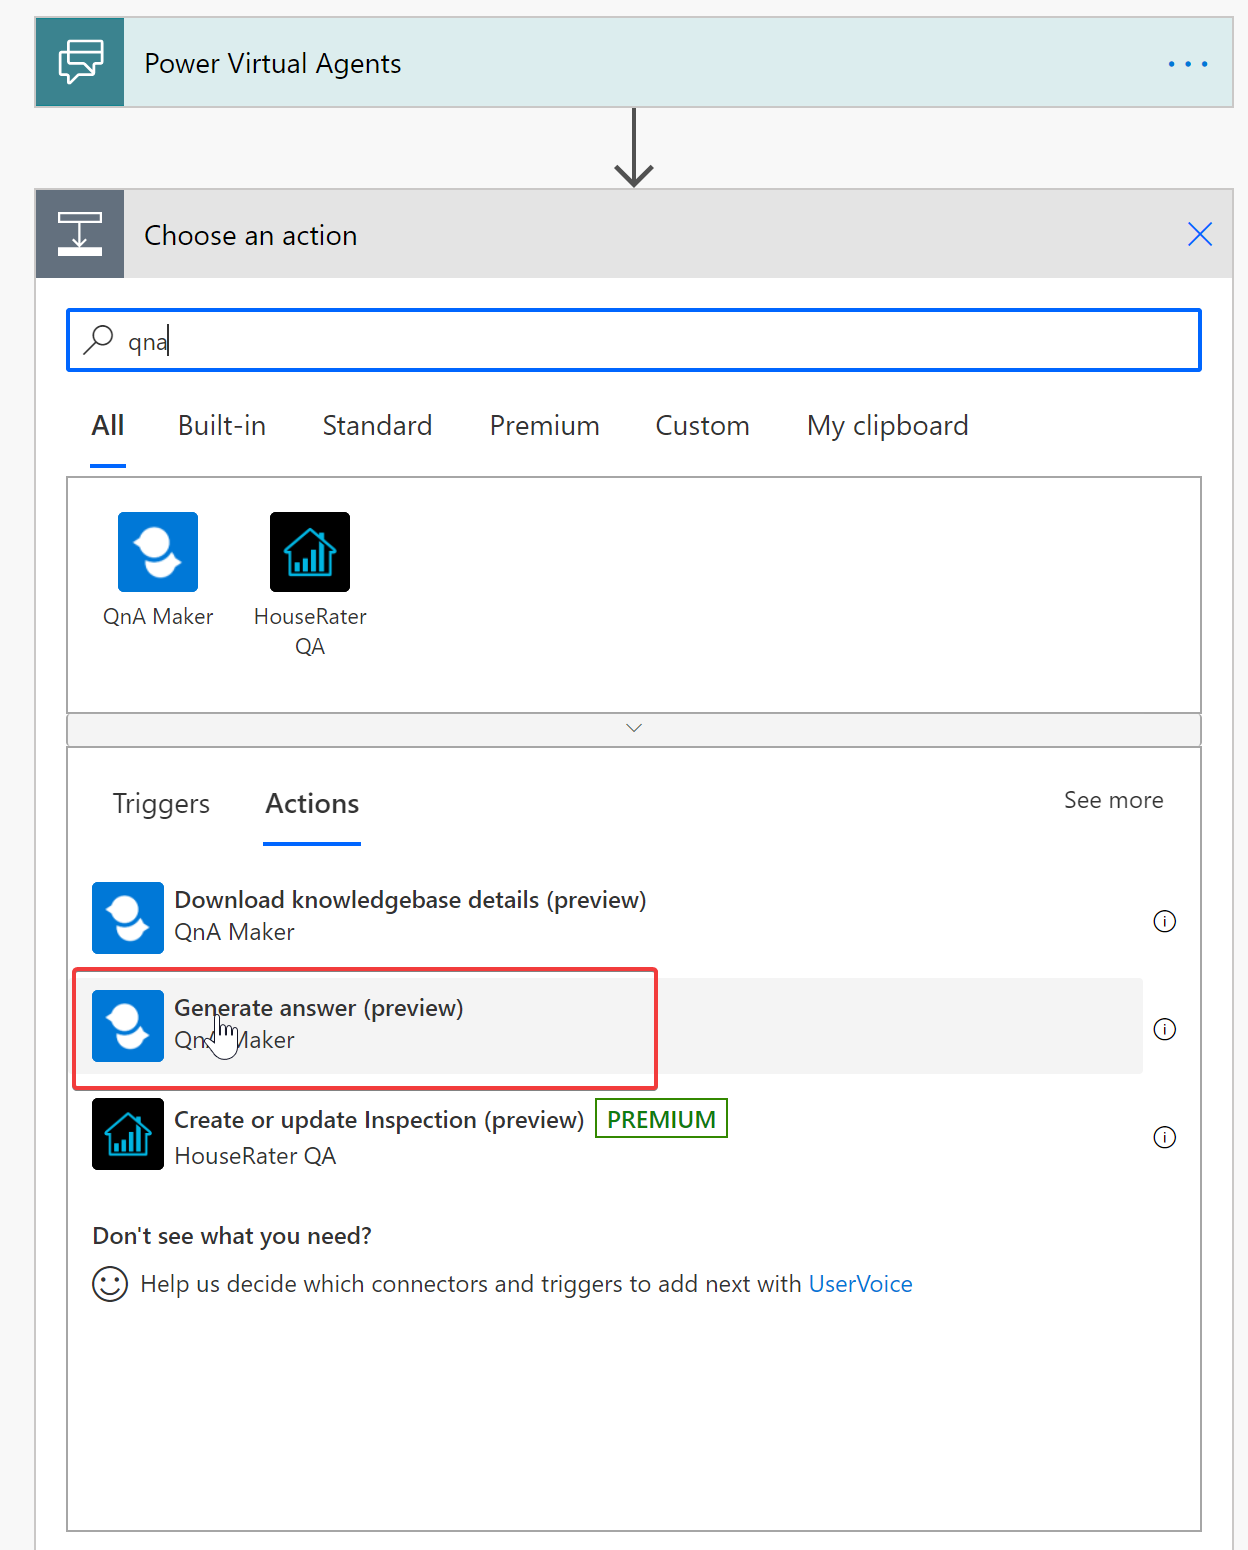 Power Virtual Agents
Choose an action
qna
All Built-in Standard Premium Custom My clipboard
QnA Maker
HouseRater
QA
Triggers Actions See more
Download knowledgebase details (preview)
QnA Maker
Generate answer (preview)
QnA Maker
Create or update Inspection (preview) PREMIUM
HouseRater QA
Don't see what you need?
Help us decide which connectors and triggers to add next with UserVoice